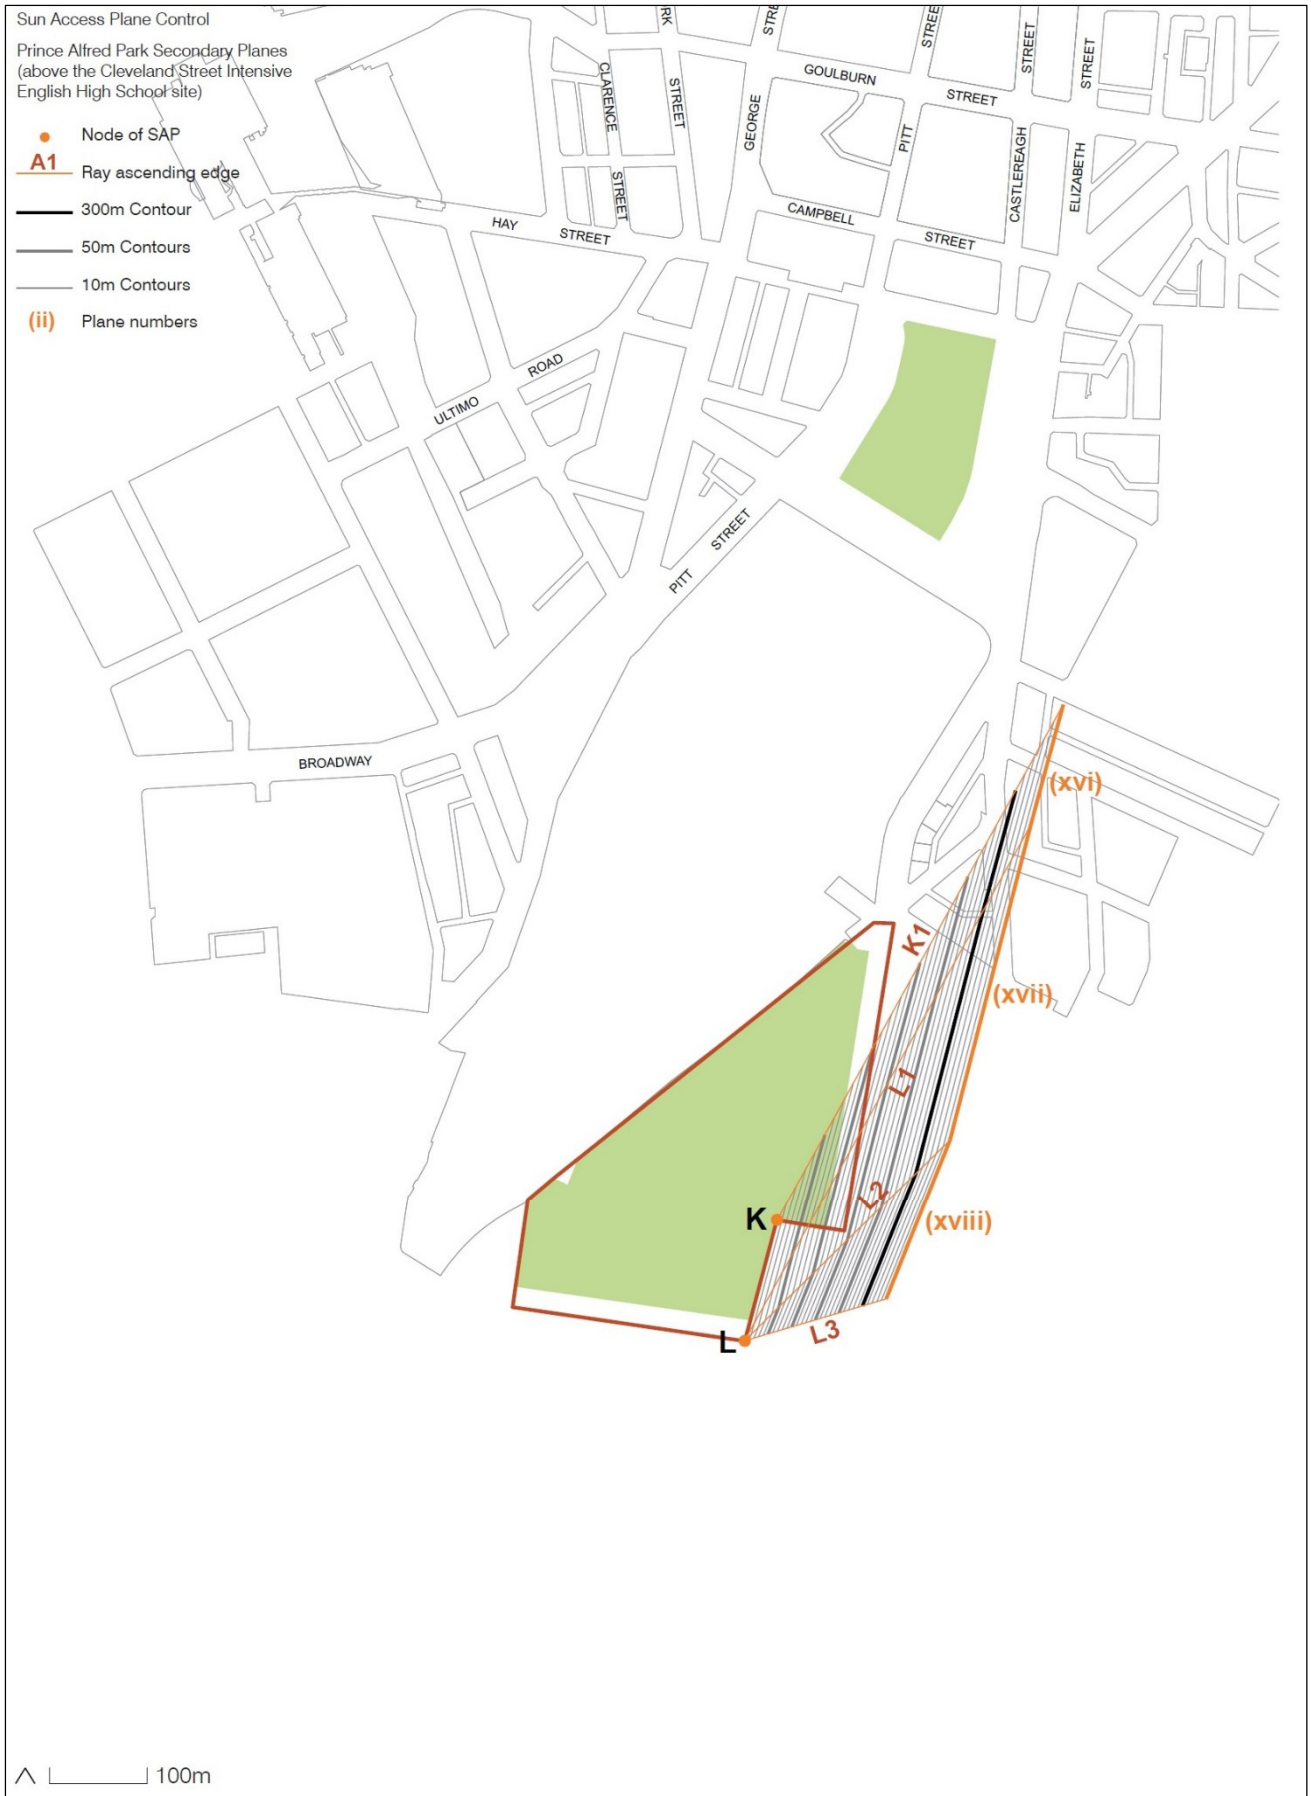 Sun Access Plane Control
Prince Alfred Park Secondary Planes
(above the Cleveland Street Intensive
English High School site)
Node of SAP
A1
Ray ascending edge
300m Contour
50m Contours
10m Contours
(ii)
Plane numbers
RK
STREET
CLARENCE
STREET
STRE
GEORGE
GOULBURN
STREET
STREE
PITT
STREET
CASTLEREAGH
STREET
ELIZABETH
HAY
STREET
CAMPBELL
STREET
ROAD
ULTIMO
PITT
STREET
BROADWAY
(xvi)
K1
(xvii)
L1
L2
K
(xviii)
L
L3
100m